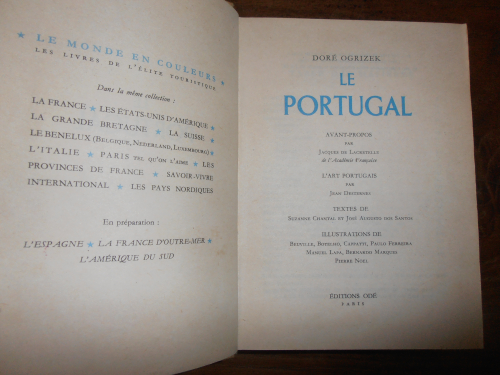 ★ LE MONDE EN COULEURS ★
LES LIVRES DE L'ÉLITE TOURISTIQUE
Dans la même collection :
LA FRANCE ★ LES ÉTATS-UNIS D'AMÉRIQUE ★
LA GRANDE BRETAGNE ★ LA SUISSE ★
LE BENELUX (BELGIQUE, NEDERLAND, LUXEMBOURG) ★
L'ITALIE ★ PARIS TEL QU'ON L'AIME ★ LES
PROVINCES DE FRANCE ★ SAVOIR-VIVRE
INTERNATIONAL ★ LES PAYS NORDIQUES
En préparation :
L'ESPAGNE ★ LA FRANCE D'OUTRE-MER ★
L'AMÉRIQUE DU SUD
DORÉ OGRIZEK
LE
PORTUGAL
AVANT-PROPOS
PAR
JACQUES DE LACRETELLE
de l'Académie Française
L'ART PORTUGAIS
PAR
JEAN
TEXTES DE
SUZANNE CHANTAL ET JOSÉ AUGUSTO DOS SANTOS
ILLUSTRATIONS DE
BEUVILLE, BOTELHO, PAULO FERREIRA
MANUEL LAPA, BERNARDO MARQUES
PIERRE NOËL
ÉDITIONS ODÉ
PARIS